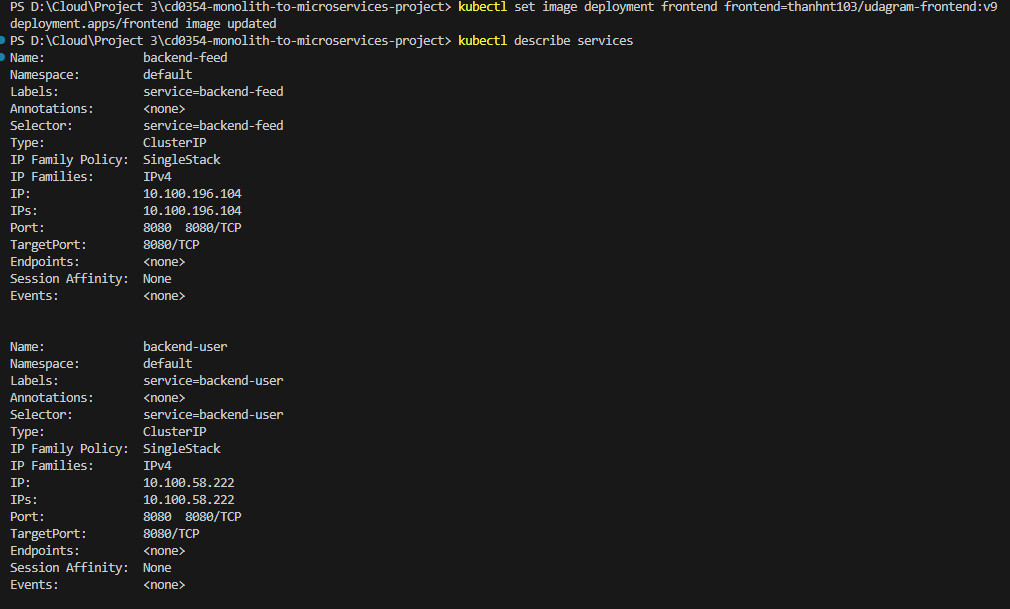 PS D:\Cloud\Project 3\cd0354-monolith-to-microservices-project> kubectl set image deployment frontend frontend=thanhnt103/udagram-frontend:v9
deployment.apps/frontend image updated
PS D:\Cloud\Project 3\cd0354-monolith-to-microservices-project> kubectl describe services
Name:              backend-feed
Namespace:         default
Labels:            service=backend-feed
Annotations:       <none>
Selector:          service=backend-feed
Type:              ClusterIP
IP Family Policy:  SingleStack
IP Families:       IPv4
IP:                10.100.196.104
IPs:               10.100.196.104
Port:              8080  8080/TCP
TargetPort:        8080/TCP
Endpoints:         <none>
Session Affinity:  None
Events:            <none>
Name:              backend-user
Namespace:         default
Labels:            service=backend-user
Annotations:       <none>
Selector:          service=backend-user
Type:              ClusterIP
IP Family Policy:  SingleStack
IP Families:       IPv4
IP:                10.100.58.222
IPs:               10.100.58.222
Port:              8080  8080/TCP
TargetPort:        8080/TCP
Endpoints:         <none>
Session Affinity:  None
Events:            <none>